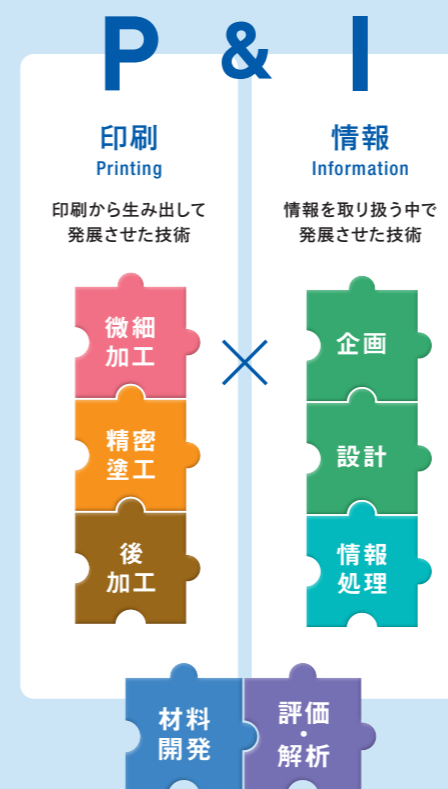 P & I
印刷
Printing
印刷から生み出して
発展させた技術
微細
加工
精密
塗工
後
加工
×
情報
Information
情報を取り扱う中で
発展させた技術
企画
設計
情報
処理
材料
開発
評価
・
解析